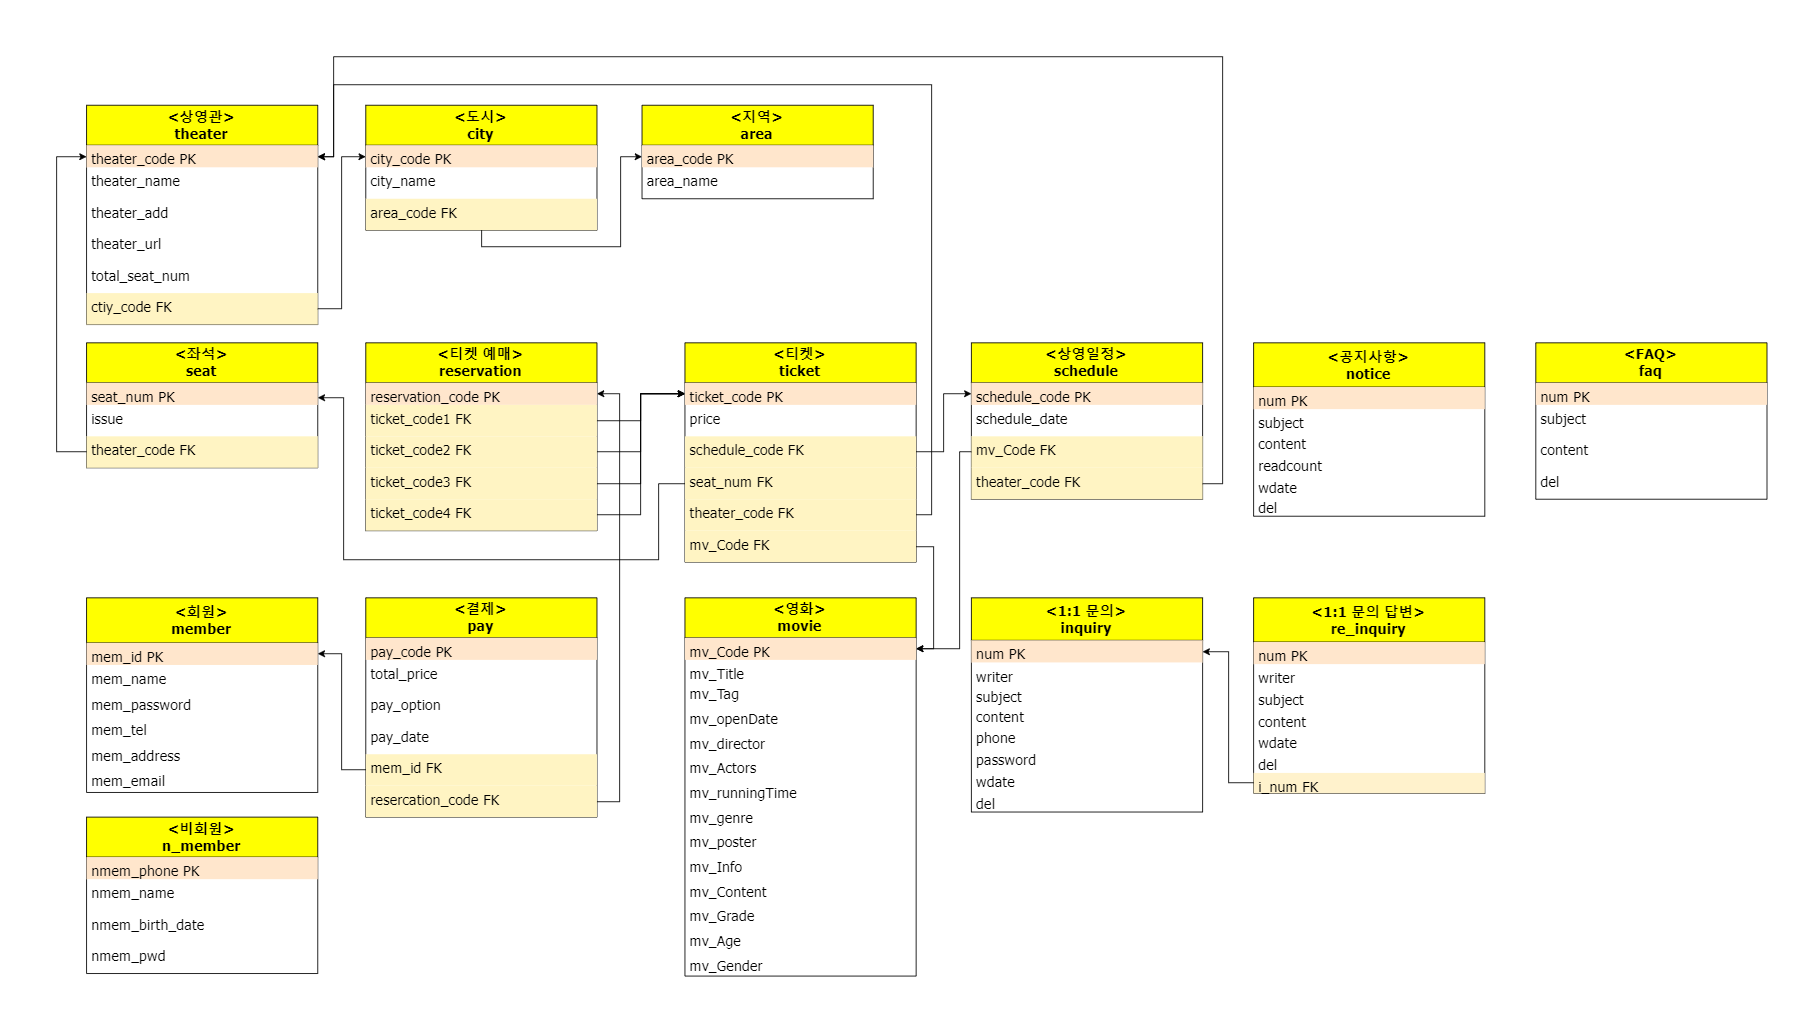 <상영관>
theater
theater_code PK
theater_name
theater_add
theater_url
total_seat_num
ctiy_code FK
<도시>
city
city_code PK
city_name
area_code FK
<지역>
area
area_code PK
area_name
<좌석>
seat
seat_num PK
issue
theater_code FK
<티켓 예매>
reservation
reservation_code PK
ticket_code1 FK
ticket_code2 FK
ticket_code3 FK
ticket_code4 FK
<티켓>
ticket
ticket_code PK
price
schedule_code FK
seat_num FK
theater_code FK
mv_Code FK
<상영일정>
schedule
schedule_code PK
schedule_date
mv_Code FK
theater_code FK
<공지사항>
notice
num PK
subject
content
readcount
wdate
del
<FAQ>
faq
num PK
subject
content
del
<회원>
member
mem_id PK
mem_name
mem_password
mem_tel
mem_address
mem_email
<결제>
pay
pay_code PK
total_price
pay_option
pay_date
mem_id FK
resercation_code FK
<영화>
movie
mv_Code PK
mv_Title
mv_Tag
mv_openDate
mv_director
mv_Actors
mv_runningTime
mv_genre
mv_poster
mv_Info
mv_Content
mv_Grade
mv_Age
mv_Gender
<1:1 문의>
inquiry
num PK
writer
subject
content
phone
password
wdate
del
<1:1 문의 답변>
re_inquiry
num PK
writer
subject
content
wdate
del
i_num FK
<비회원>
n_member
nmem_phone PK
nmem_name
nmem_birth_date
nmem_pwd